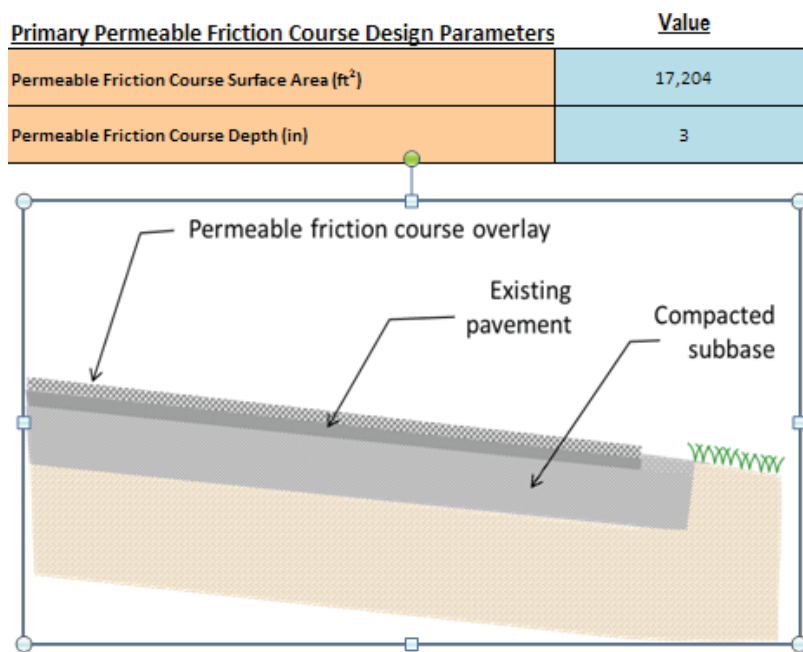 Primary Permeable Friction Course Design Parameters Value
Permeable Friction Course Surface Area (ft²) 17,204
Permeable Friction Course Depth (in) 3
Permeable friction course overlay
Existing
pavement
Compacted
subbase